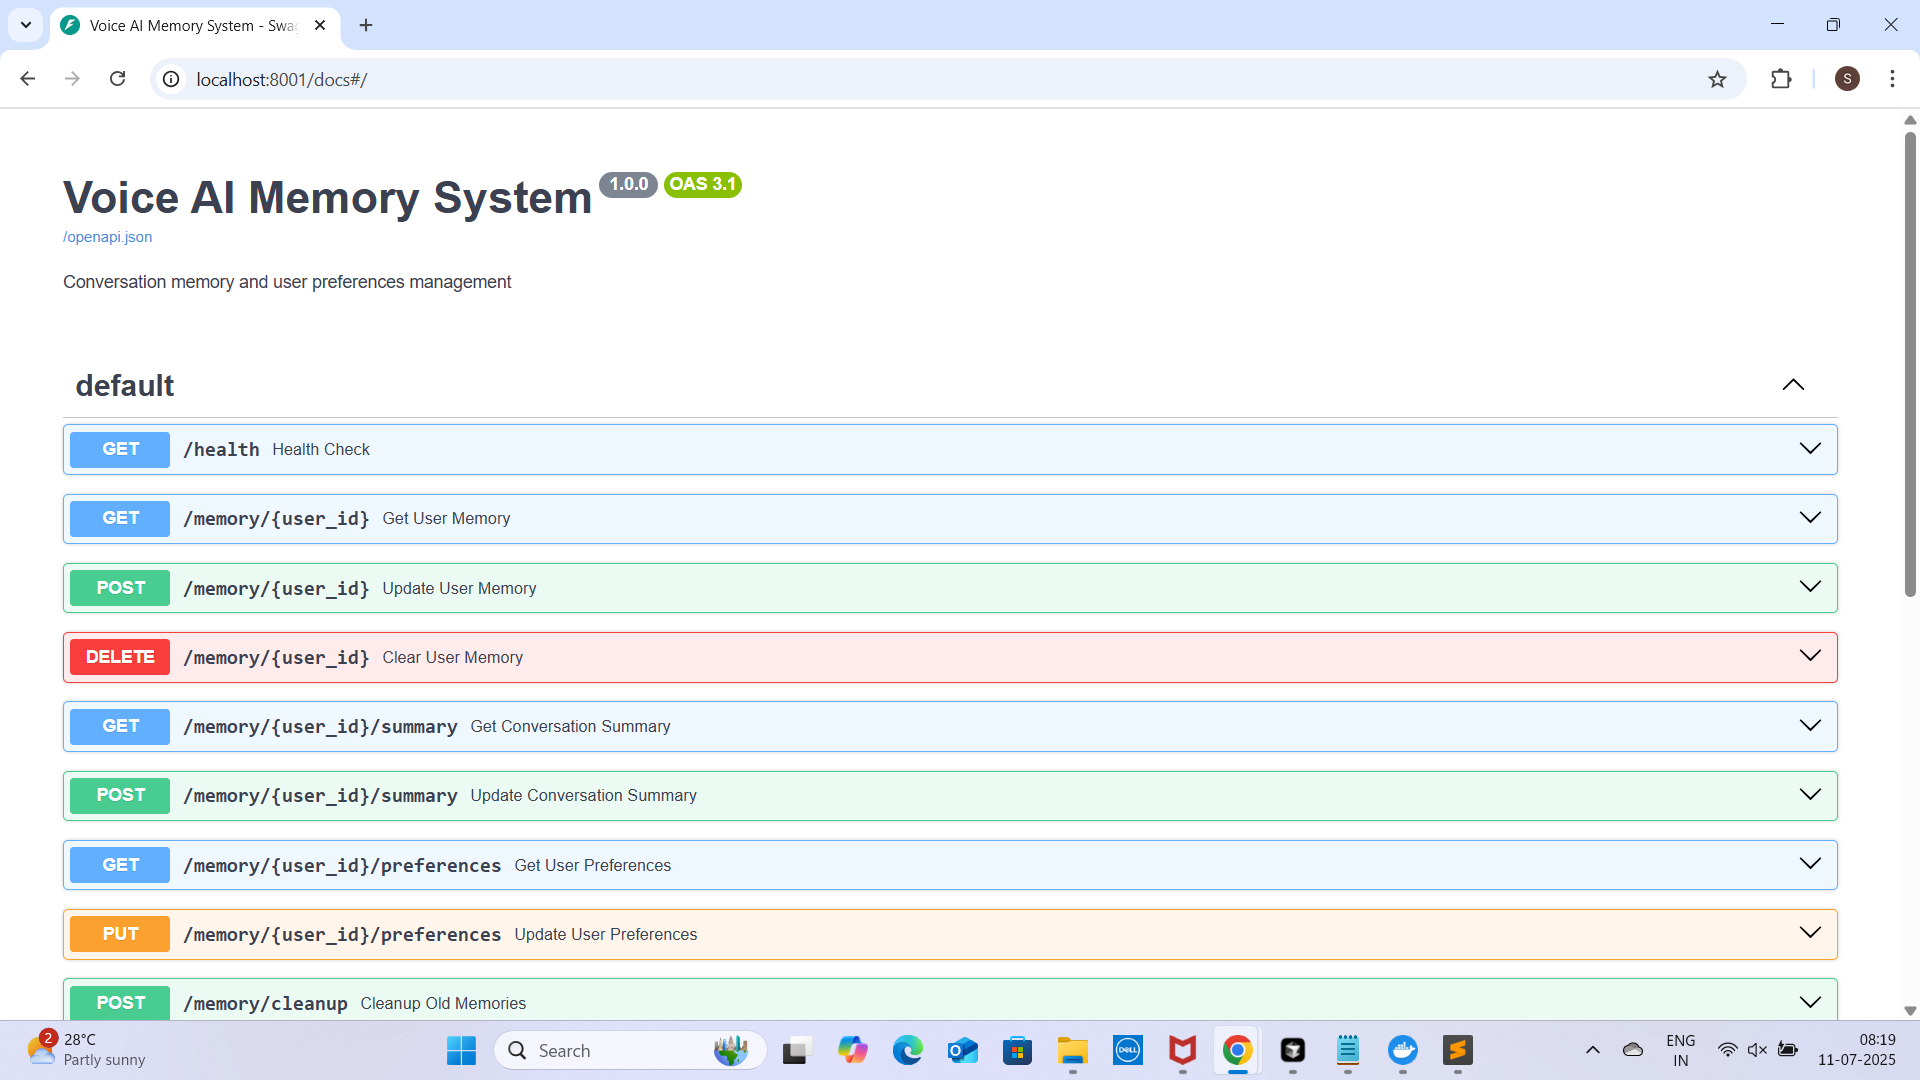 Voice AI Memory System - Swa
localhost:8001/docs#/
S
Voice AI Memory System 1.0.0 OAS 3.1
/openapi.json
Conversation memory and user preferences management
default
GET /health Health Check
GET /memory/{user_id} Get User Memory
POST /memory/{user_id} Update User Memory
DELETE /memory/{user_id} Clear User Memory
GET /memory/{user_id}/summary Get Conversation Summary
POST /memory/{user_id}/summary Update Conversation Summary
GET /memory/{user_id}/preferences Get User Preferences
PUT /memory/{user_id}/preferences Update User Preferences
POST /memory/cleanup Cleanup Old Memories
2
28°C
Partly sunny
Search
DELL
ENG
IN
08:19
11-07-2025